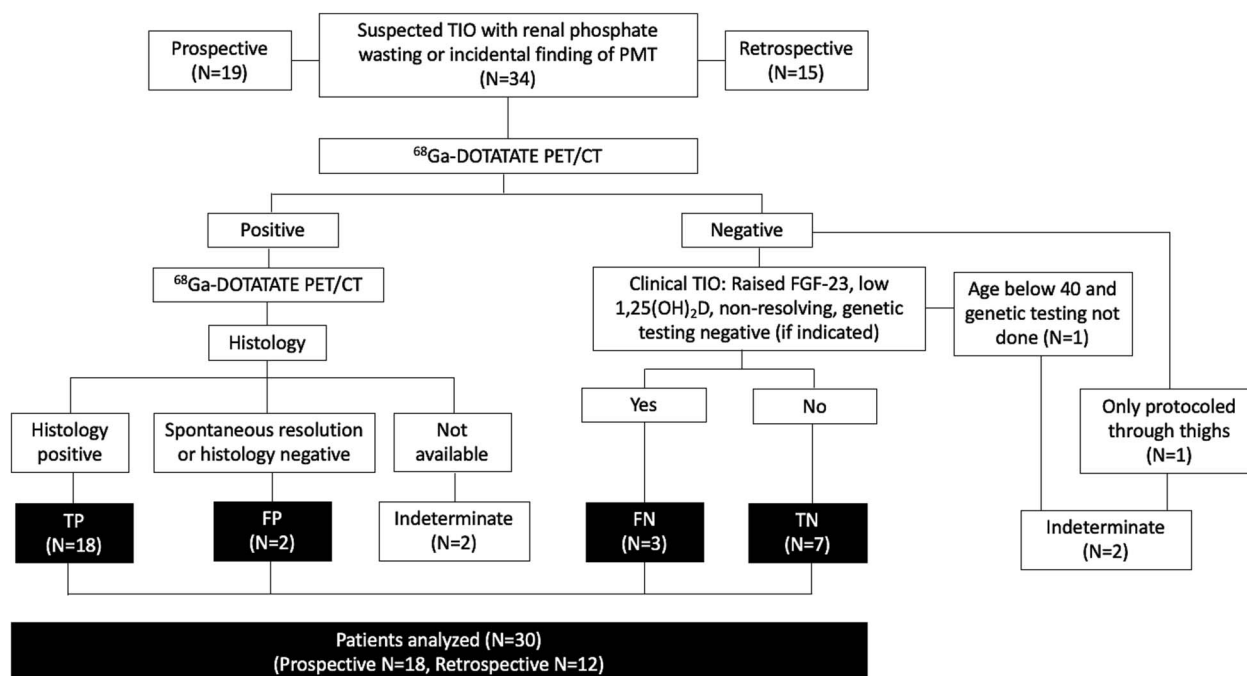 Prospective
(N=19)
Suspected TIO with renal phosphate
wasting or incidental finding of PMT
(N=34)
Retrospective
(N=15)
⁶⁸Ga-DOTATATE PET/CT
Positive
Negative
⁶⁸Ga-DOTATATE PET/CT
Histology
Clinical TIO: Raised FGF-23, low
1,25(OH)₂D, non-resolving, genetic
testing negative (if indicated)
Age below 40 and
genetic testing not
done (N=1)
Yes
No
Only protocoled
through thighs
(N=1)
Histology
positive
Spontaneous resolution
or histology negative
Not
available
TP
(N=18)
FP
(N=2)
Indeterminate
(N=2)
FN
(N=3)
TN
(N=7)
Indeterminate
(N=2)
Patients analyzed (N=30)
(Prospective N=18, Retrospective N=12)